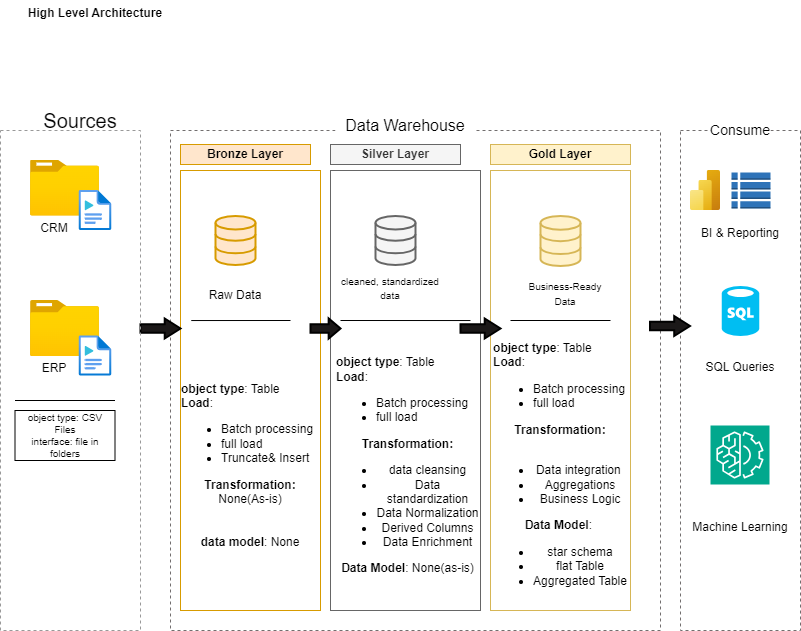 High Level Architecture
Sources
CRM
ERP
object type: CSV
Files
interface: file in
folders
Data Warehouse
Bronze Layer
Raw Data
object type: Table
Load:
Batch processing
full load
Truncate& Insert
Transformation:
None(As-is)
data model: None
Silver Layer
cleaned, standardized
data
object type: Table
Load:
Batch processing
full load
Transformation:
data cleansing
Data
standardization
Data Normalization
Derived Columns
Data Enrichment
Data Model: None(as-is)
Gold Layer
Business-Ready
Data
object type: Table
Load:
Batch processing
full load
Transformation:
Data integration
Aggregations
Business Logic
Data Model:
star schema
flat Table
Aggregated Table
Consume
BI & Reporting
SQL
SQL Queries
Machine Learning